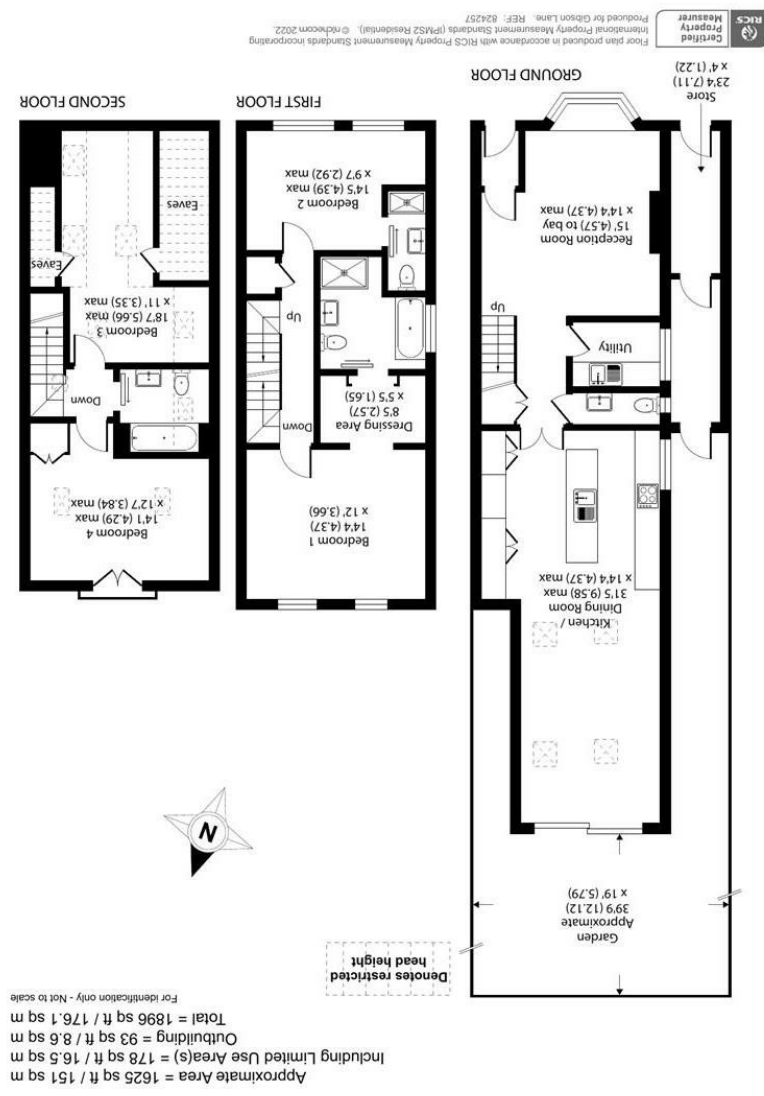 Approximate Area = 1625 sq ft / 151 sq m
Including Limited Use Area(s) = 178 sq ft / 16.5 sq m
Outbuilding = 93 sq ft / 8.6 sq m
Total = 1896 sq ft / 176.1 sq m
For identification only - Not to scale
Denotes restricted
head height
Garden
Approximate
39'9 (12.12)
x 19' (5.79)
N
Kitchen /
Dining Room
31'5 (9.58) max
x 14'4 (4.37) max
Utility
Up
Reception Room
15' (4.57) to bay
x 14'4 (4.37) max
Store
23'4 (7.11)
x 4' (1.22)
GROUND FLOOR
Bedroom 1
14'4 (4.37)
x 12' (3.66)
Dressing Area
8'5 (2.57)
x 5'5 (1.65)
Down
Up
Bedroom 2
14'5 (4.39) max
x 9'7 (2.92) max
FIRST FLOOR
Bedroom 4
14'1 (4.29) max
x 12'7 (3.84) max
Down
Bedroom 3
18'7 (5.66) max
x 11' (3.35) max
Eaves
Eaves
SECOND FLOOR
RICS
Certified
Property
Measurer
Floor plan produced in accordance with RICS Property Measurement Standards incorporating
International Property Measurement Standards (IPMS2 Residential). © nichecom 2022.
Produced for Gibson Lane. REF: 824257